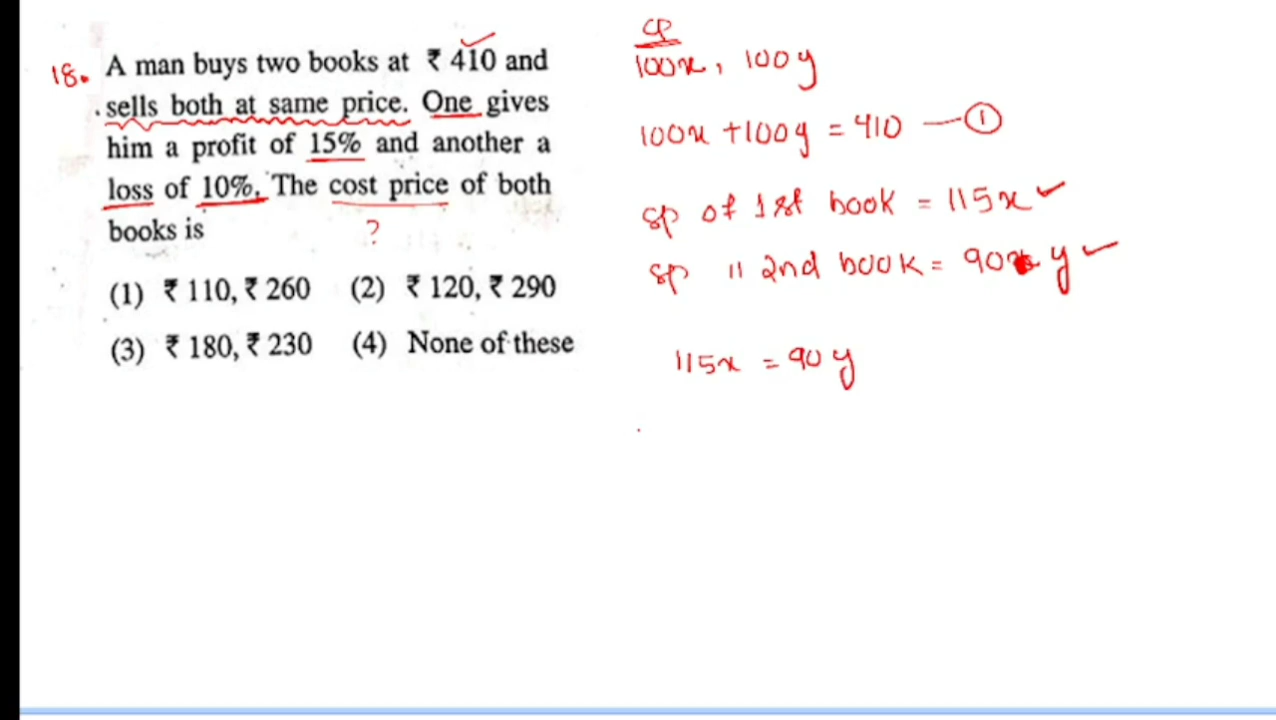 18. A man buys two books at ₹ 410 and
sells both at same price. One gives
him a profit of 15% and another a
loss of 10%. The cost price of both
books is
?
(1) ₹ 110, ₹ 260 (2) ₹ 120, ₹ 290
(3) ₹ 180, ₹ 230 (4) None of these
CP
100x, 100y
100x + 100y = 410 — ①
SP of 1st book = 115x
SP 11 2nd book = 90 y
115x = 90y